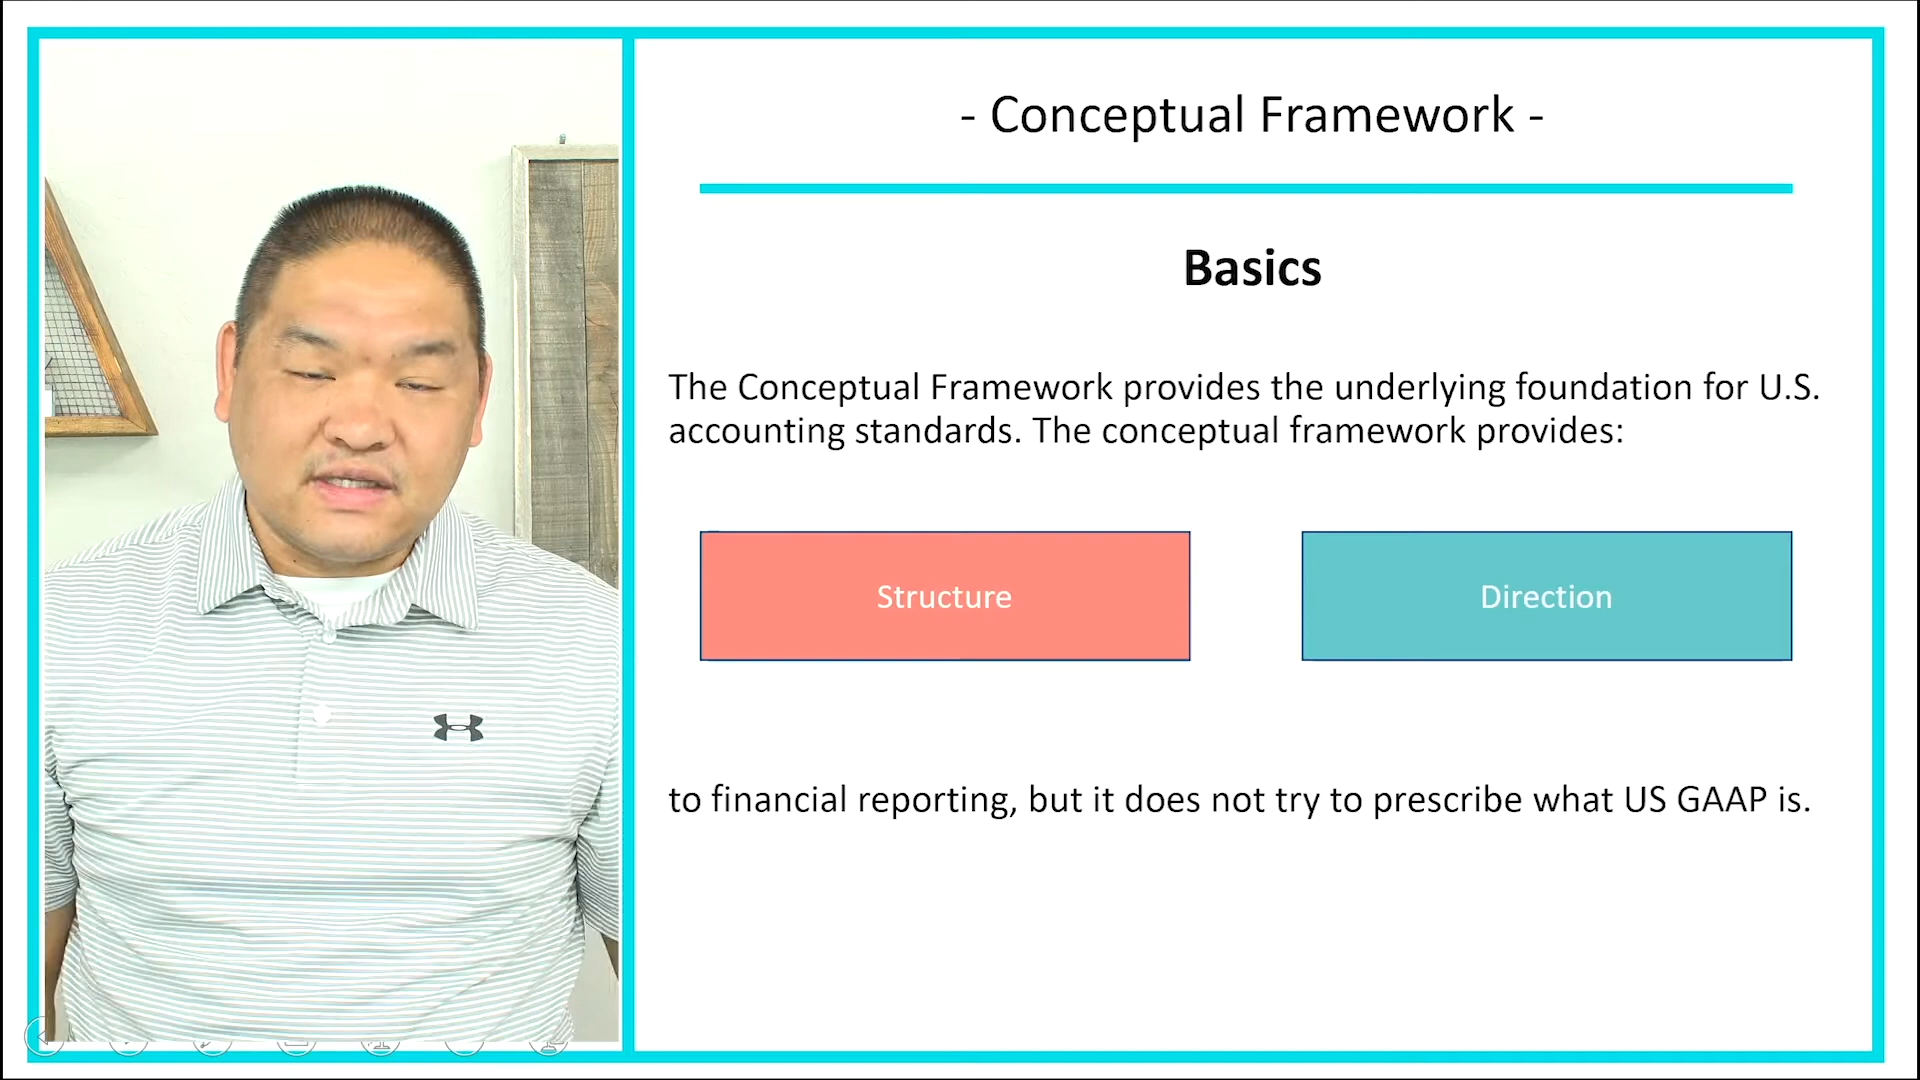 - Conceptual Framework -
Basics
The Conceptual Framework provides the underlying foundation for U.S.
accounting standards. The conceptual framework provides:
Structure
Direction
to financial reporting, but it does not try to prescribe what US GAAP is.